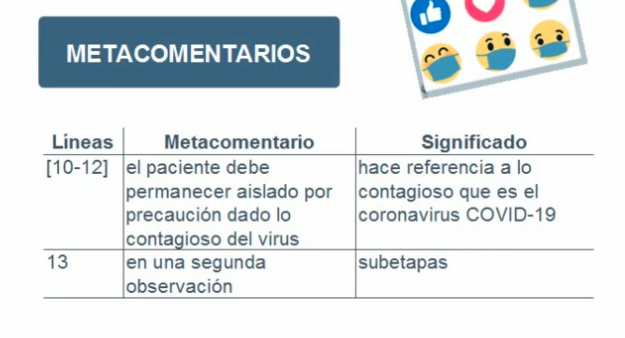 METACOMENTARIOS
Líneas Metacomentario Significado
[10-12] el paciente debe hace referencia a lo
permanecer aislado por contagioso que es el
precaución dado lo coronavirus COVID-19
contagioso del virus
13 en una segunda subetapas
observación